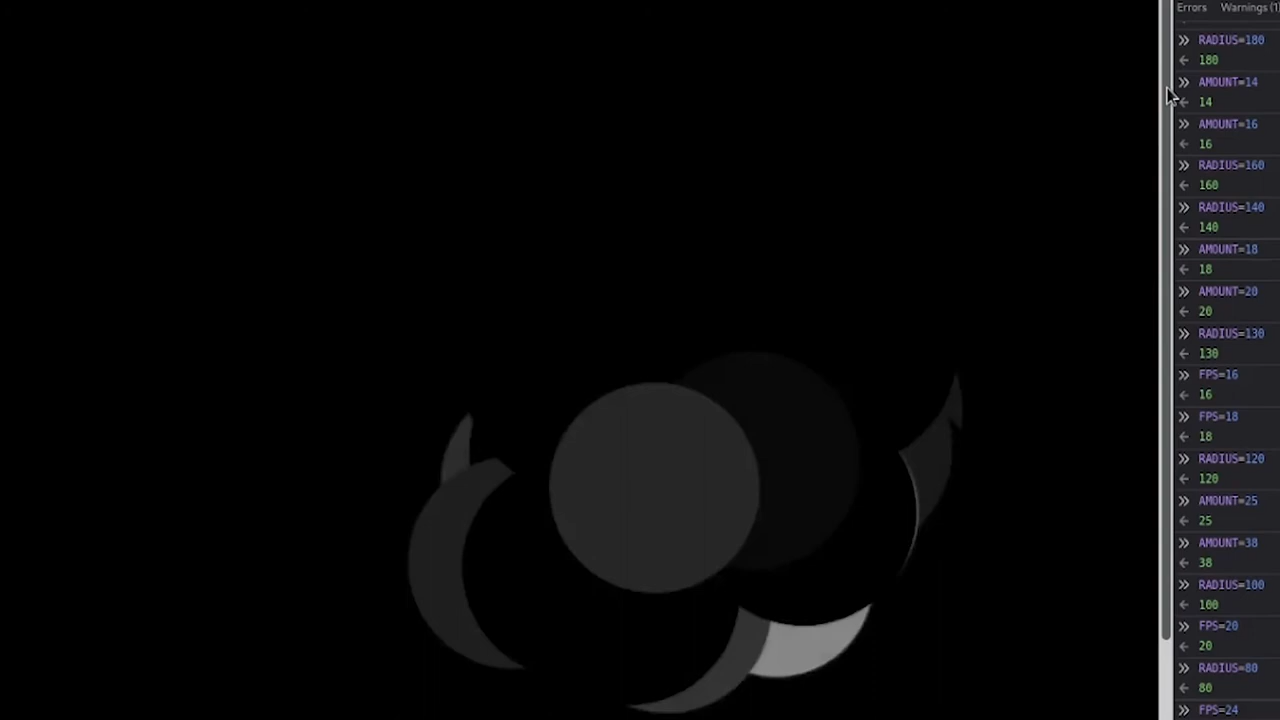 Errors Warnings (1)
» RADIUS=180
← 180
» AMOUNT=14
← 14
» AMOUNT=16
← 16
» RADIUS=160
← 160
» RADIUS=140
← 140
» AMOUNT=18
← 18
» AMOUNT=20
← 20
» RADIUS=130
← 130
» FPS=16
← 16
» FPS=18
← 18
» RADIUS=120
← 120
» AMOUNT=25
← 25
» AMOUNT=38
← 38
» RADIUS=100
← 100
» FPS=20
← 20
» RADIUS=80
← 80
» FPS=24